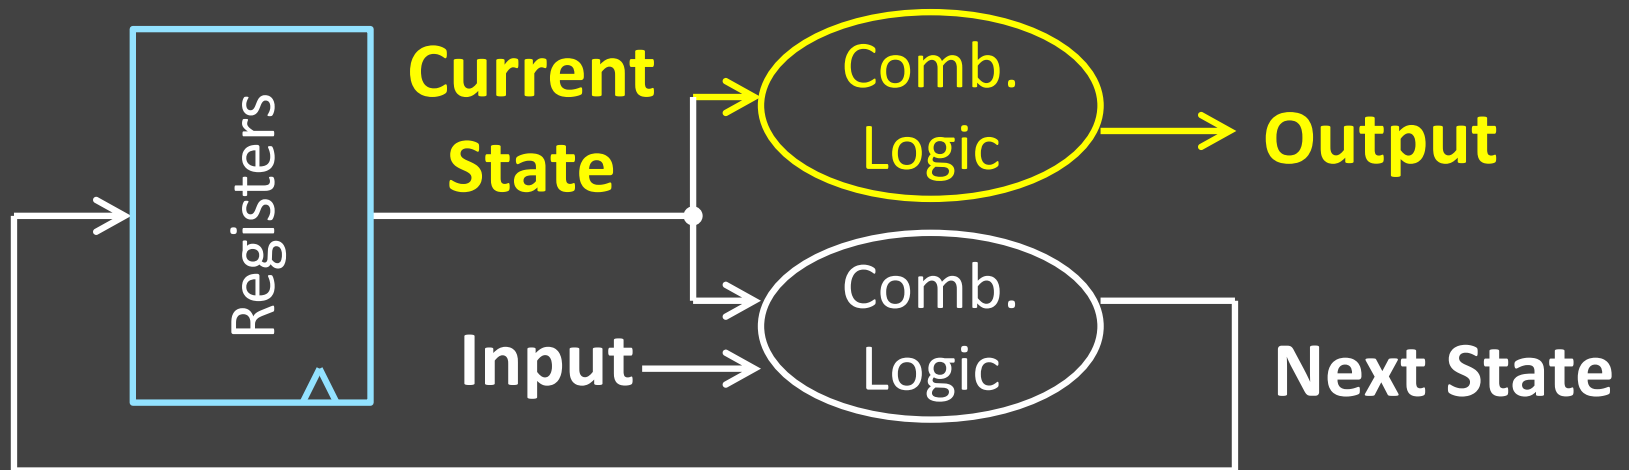 Registers
Current
State
Comb.
Logic
Output
Input
Comb.
Logic
Next State